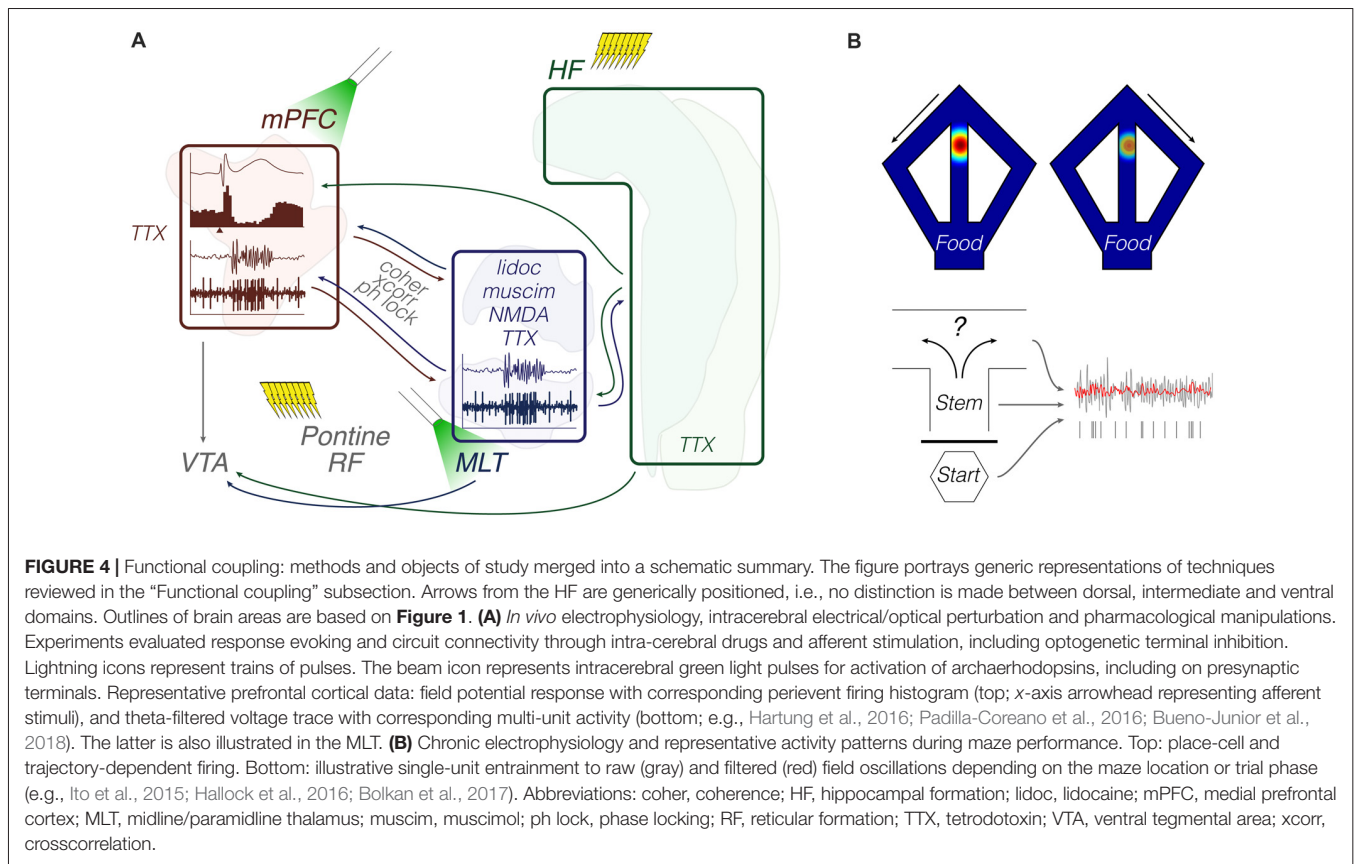 A
B
HF
mPFC
TTX
coher
xcorr
ph lock
lidoc
muscim
NMDA
TTX
Food
Food
?
Stem
Start
TTX
Pontine
RF
VTA
MLT
FIGURE 4 | Functional coupling: methods and objects of study merged into a schematic summary. The figure portrays generic representations of techniques
reviewed in the “Functional coupling” subsection. Arrows from the HF are generically positioned, i.e., no distinction is made between dorsal, intermediate and ventral
domains. Outlines of brain areas are based on Figure 1. (A) In vivo electrophysiology, intracerebral electrical/optical perturbation and pharmacological manipulations.
Experiments evaluated response evoking and circuit connectivity through intra-cerebral drugs and afferent stimulation, including optogenetic terminal inhibition.
Lightning icons represent trains of pulses. The beam icon represents intracerebral green light pulses for activation of archaerhodopsins, including on presynaptic
terminals. Representative prefrontal cortical data: field potential response with corresponding perievent firing histogram (top; x-axis arrowhead representing afferent
stimuli), and theta-filtered voltage trace with corresponding multi-unit activity (bottom; e.g., Hartung et al., 2016; Padilla-Coreano et al., 2016; Bueno-Junior et al.,
2018). The latter is also illustrated in the MLT. (B) Chronic electrophysiology and representative activity patterns during maze performance. Top: place-cell and
trajectory-dependent firing. Bottom: illustrative single-unit entrainment to raw (gray) and filtered (red) field oscillations depending on the maze location or trial phase
(e.g., Ito et al., 2015; Hallock et al., 2016; Bolkan et al., 2017). Abbreviations: coher, coherence; HF, hippocampal formation; lidoc, lidocaine; mPFC, medial prefrontal
cortex; MLT, midline/paramidline thalamus; muscim, muscimol; ph lock, phase locking; RF, reticular formation; TTX, tetrodotoxin; VTA, ventral tegmental area; xcorr,
crosscorrelation.